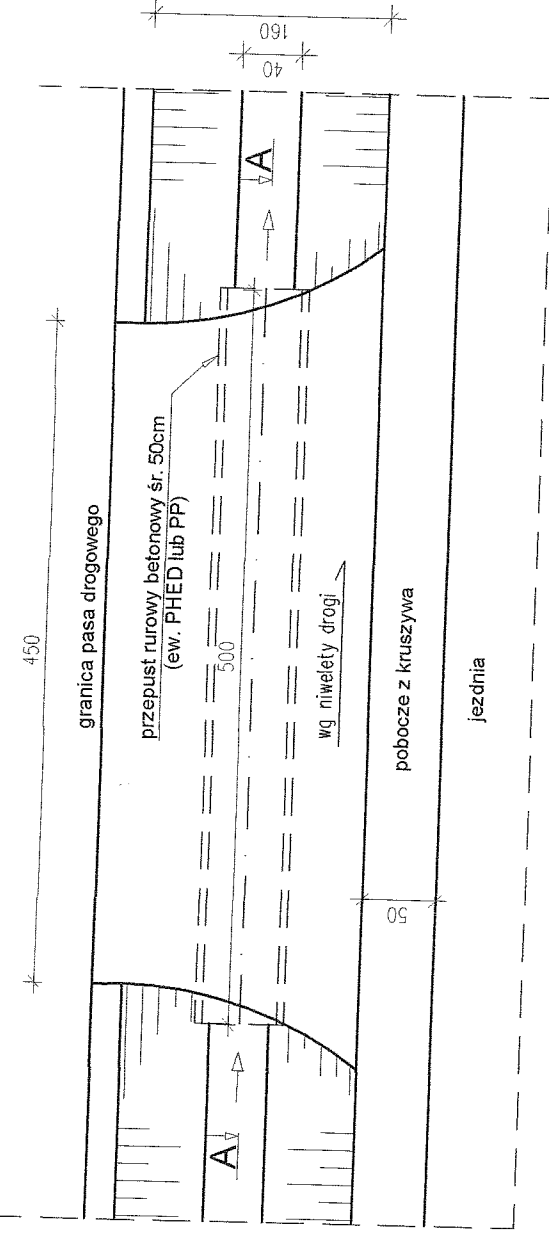 450
granica pasa drogowego
przepust rurowy betonowy śr. 50cm
(ew. PHED lub PP)
500
wg niwelety drogi
pobocze z kruszywa
jezdnia
50
A
A
40
160